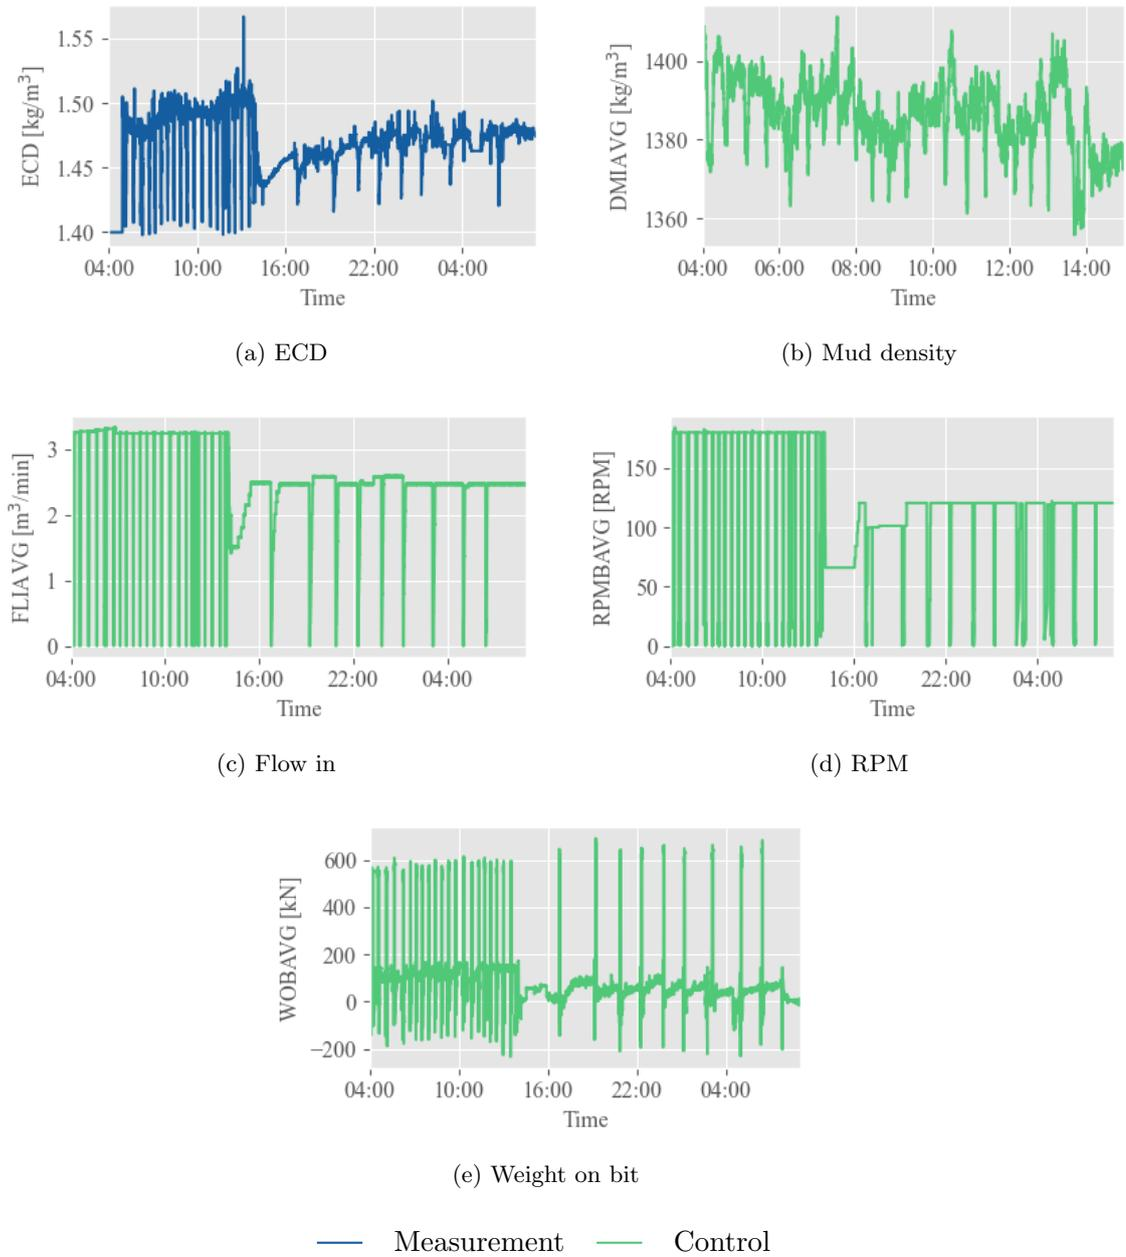 1.55
1.50
1.45
1.40
ECD [kg/m³]
04:00 10:00 16:00 22:00 04:00
Time
(a) ECD
1400
1380
1360
DMIAVG [kg/m³]
04:00 06:00 08:00 10:00 12:00 14:00
Time
(b) Mud density
3
2
1
0
FLIAVG [m³/min]
04:00 10:00 16:00 22:00 04:00
Time
(c) Flow in
150
100
50
0
RPMBAVG [RPM]
04:00 10:00 16:00 22:00 04:00
Time
(d) RPM
600
400
200
0
−200
WOBAVG [kN]
04:00 10:00 16:00 22:00 04:00
Time
(e) Weight on bit
Measurement Control